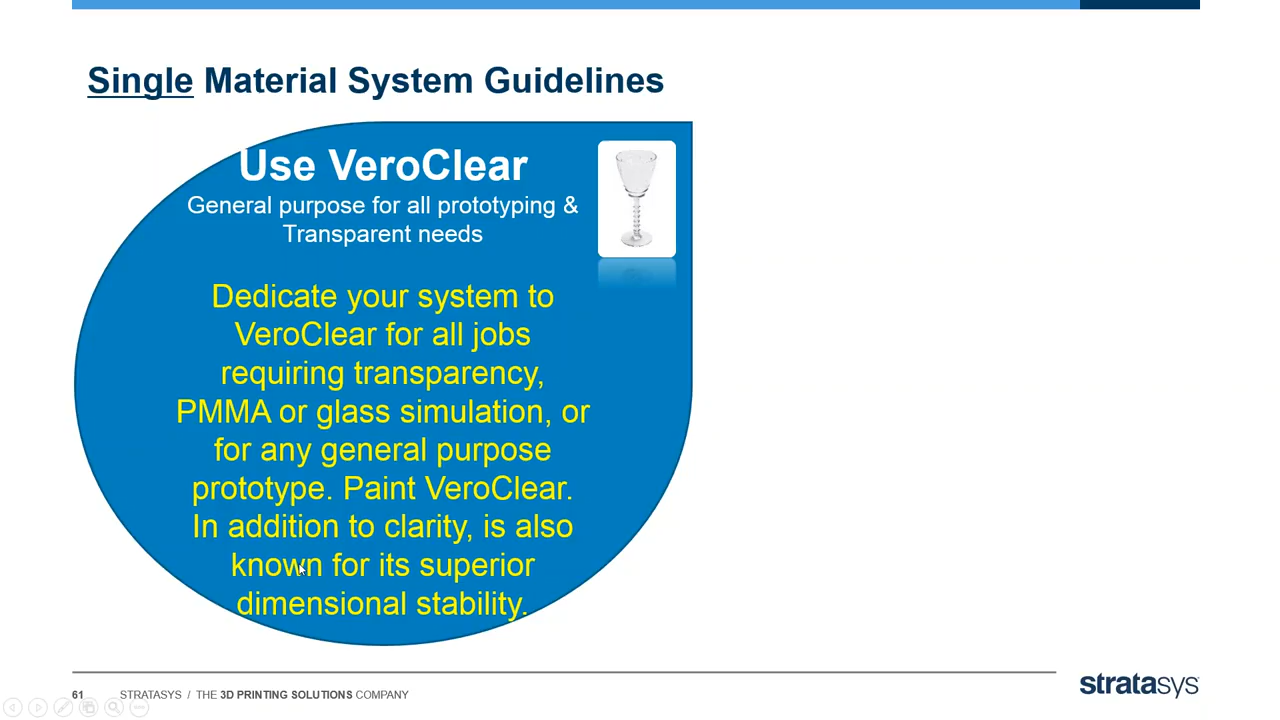 Single Material System Guidelines
Use VeroClear
General purpose for all prototyping &
Transparent needs
Dedicate your system to
VeroClear for all jobs
requiring transparency,
PMMA or glass simulation, or
for any general purpose
prototype. Paint VeroClear.
In addition to clarity, is also
known for its superior
dimensional stability.
61 STRATASYS / THE 3D PRINTING SOLUTIONS COMPANY
stratasys